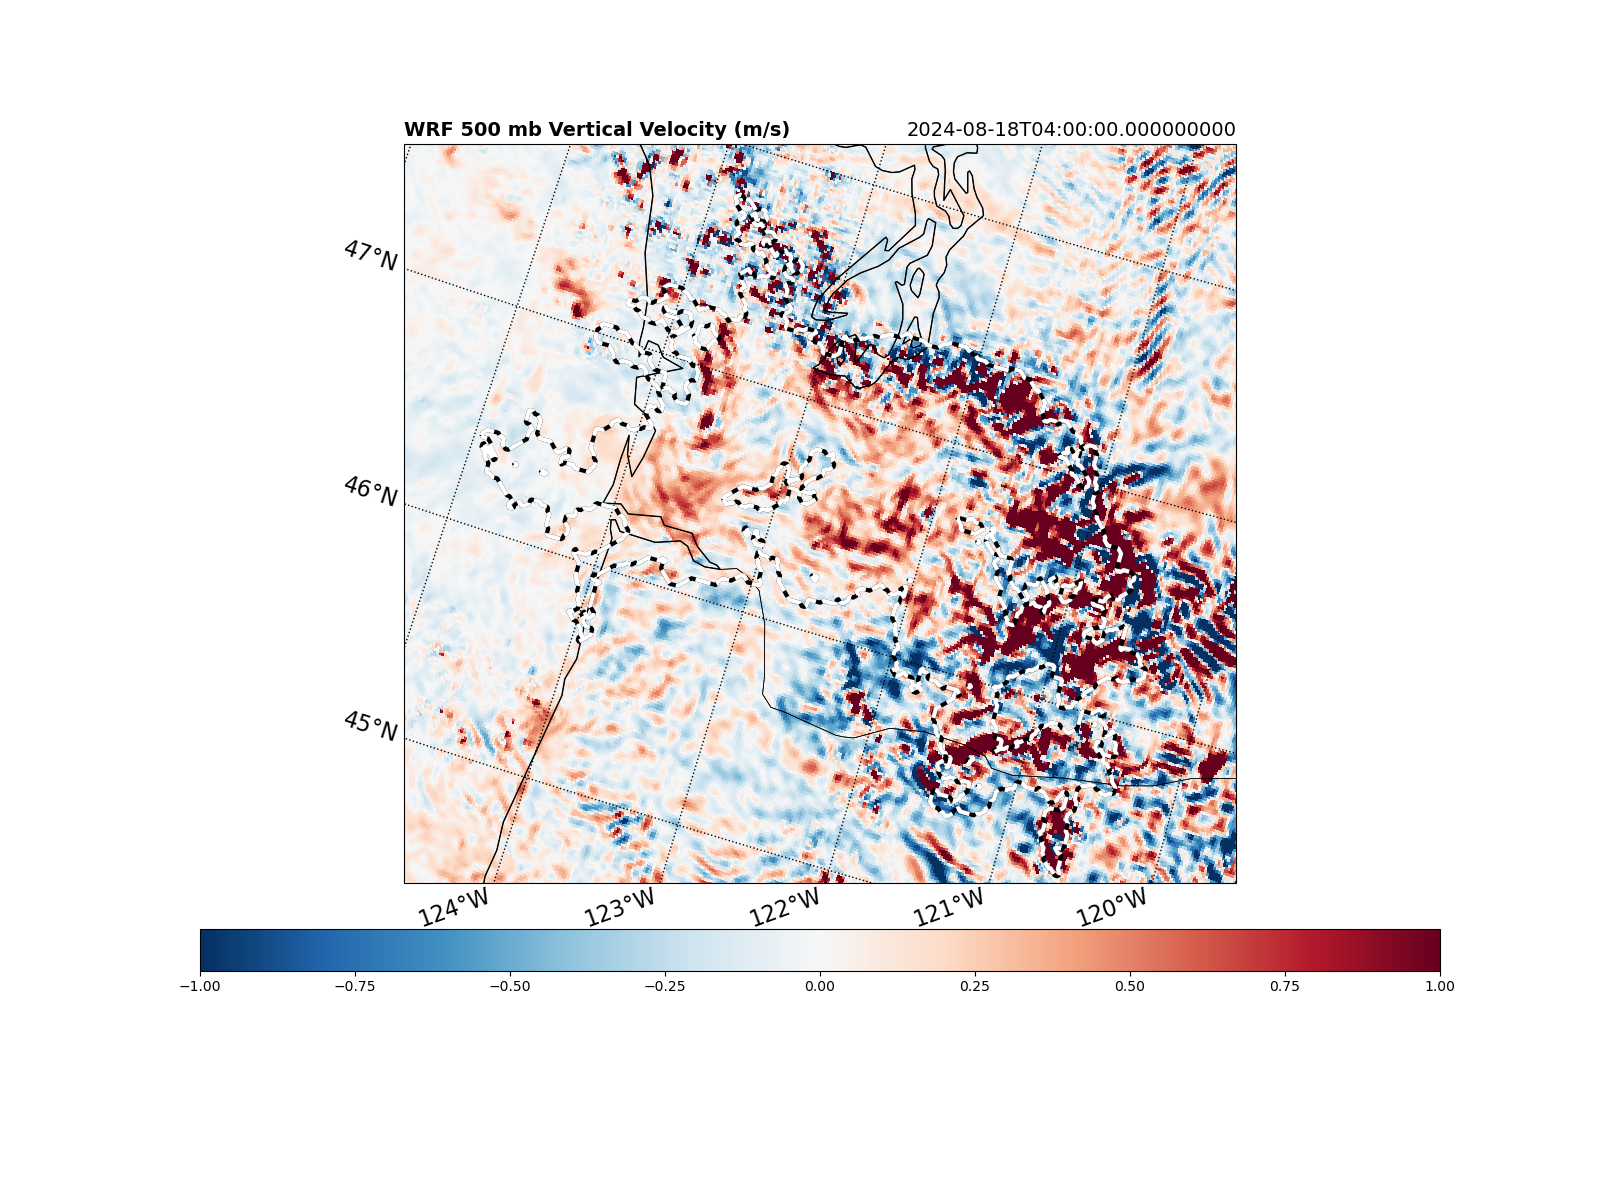 WRF 500 mb Vertical Velocity (m/s) 2024-08-18T04:00:00.000000000
47°N
46°N
45°N
124°W 123°W 122°W 121°W 120°W
−1.00 −0.75 −0.50 −0.25 0.00 0.25 0.50 0.75 1.00